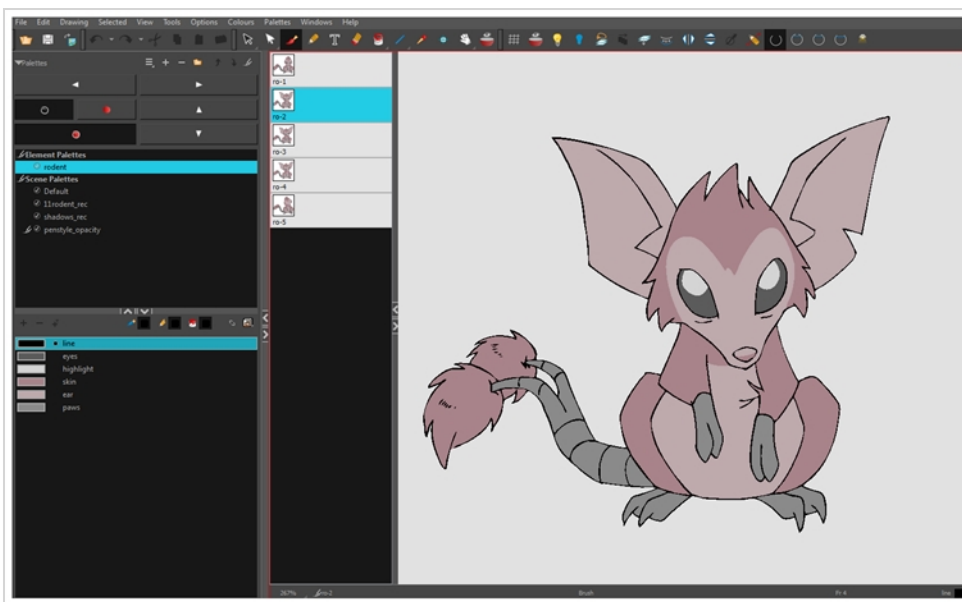 File Edit Drawing Selected View Tools Options Colours Palettes Windows Help
Palettes
Element Palettes
rodent
Scene Palettes
Default
11rodent_rec
shadows_rec
penstyle_opacity
line
eyes
highlight
skin
ear
paws
ro-1
ro-2
ro-3
ro-4
ro-5
267% ro-2 Brush Fr 4 line